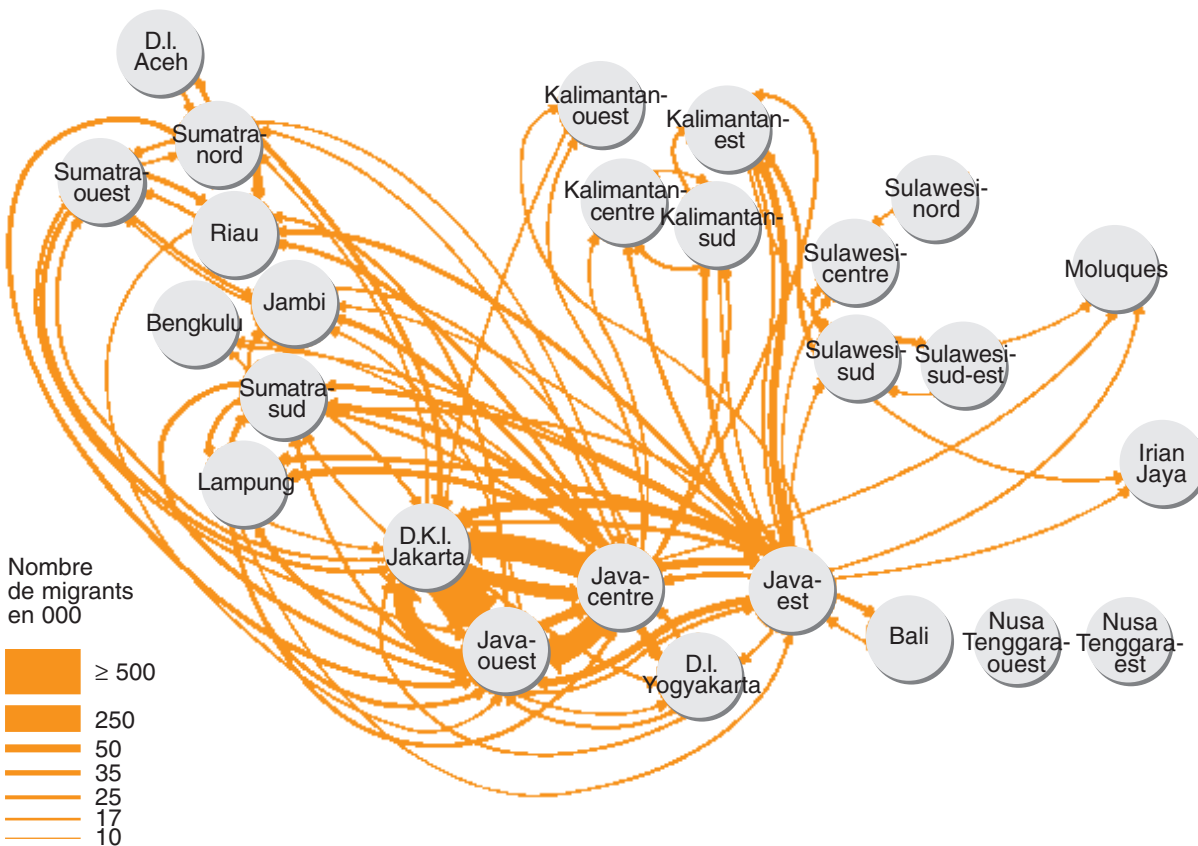 D.I.
Aceh
Sumatra-
nord
Sumatra-
ouest
Riau
Jambi
Bengkulu
Sumatra-
sud
Lampung
Kalimantan-
ouest
Kalimantan-
est
Kalimantan-
centre
Kalimantan-
sud
Sulawesi-
nord
Sulawesi-
centre
Moluques
Sulawesi-
sud
Sulawesi-
sud-est
Irian
Jaya
D.K.I.
Jakarta
Java-
centre
Java-
est
Java-
ouest
D.I.
Yogyakarta
Bali
Nusa
Tenggara-
ouest
Nusa
Tenggara-
est
Nombre
de migrants
en 000
≥ 500
250
50
35
25
17
10